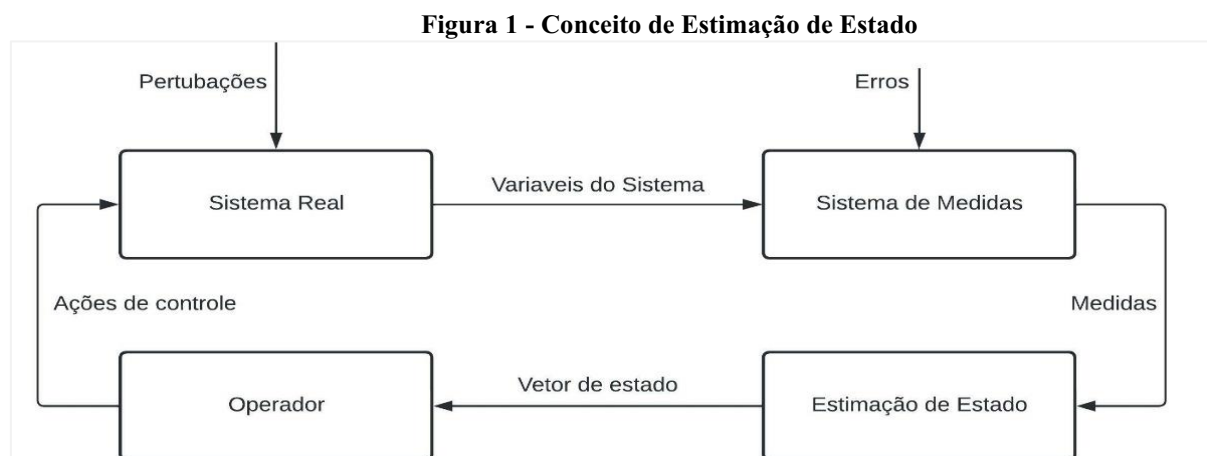 Figura 1 - Conceito de Estimação de Estado
Pertubações
Erros
Sistema Real
Variaveis do Sistema
Sistema de Medidas
Ações de controle
Medidas
Operador
Vetor de estado
Estimação de Estado